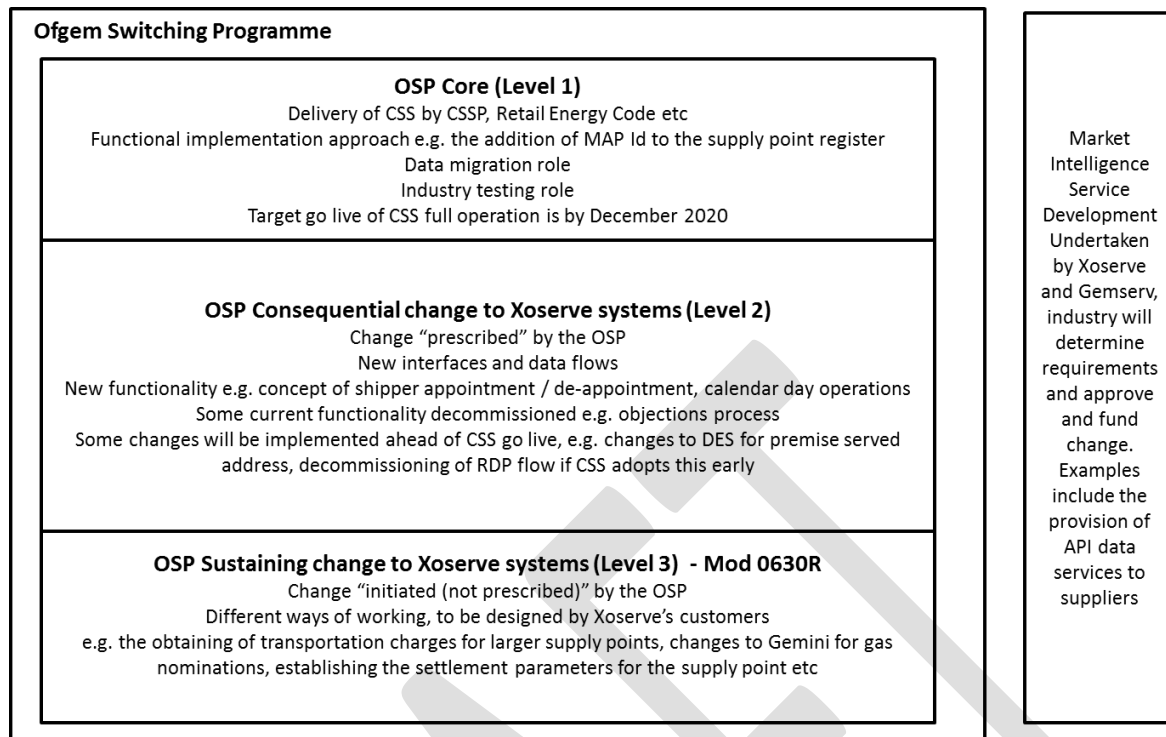 Ofgem Switching Programme
OSP Core (Level 1)
Delivery of CSS by CSSP, Retail Energy Code etc
Functional implementation approach e.g. the addition of MAP Id to the supply point register
Data migration role
Industry testing role
Target go live of CSS full operation is by December 2020
OSP Consequential change to Xoserve systems (Level 2)
Change “prescribed” by the OSP
New interfaces and data flows
New functionality e.g. concept of shipper appointment / de-appointment, calendar day operations
Some current functionality decommissioned e.g. objections process
Some changes will be implemented ahead of CSS go live, e.g. changes to DES for premise served
address, decommissioning of RDP flow if CSS adopts this early
OSP Sustaining change to Xoserve systems (Level 3) - Mod 0630R
Change “initiated (not prescribed)” by the OSP
Different ways of working, to be designed by Xoserve’s customers
e.g. the obtaining of transportation charges for larger supply points, changes to Gemini for gas
nominations, establishing the settlement parameters for the supply point etc
Market
Intelligence
Service
Development
Undertaken
by Xoserve
and Gemserv,
industry will
determine
requirements
and approve
and fund
change.
Examples
include the
provision of
API data
services to
suppliers